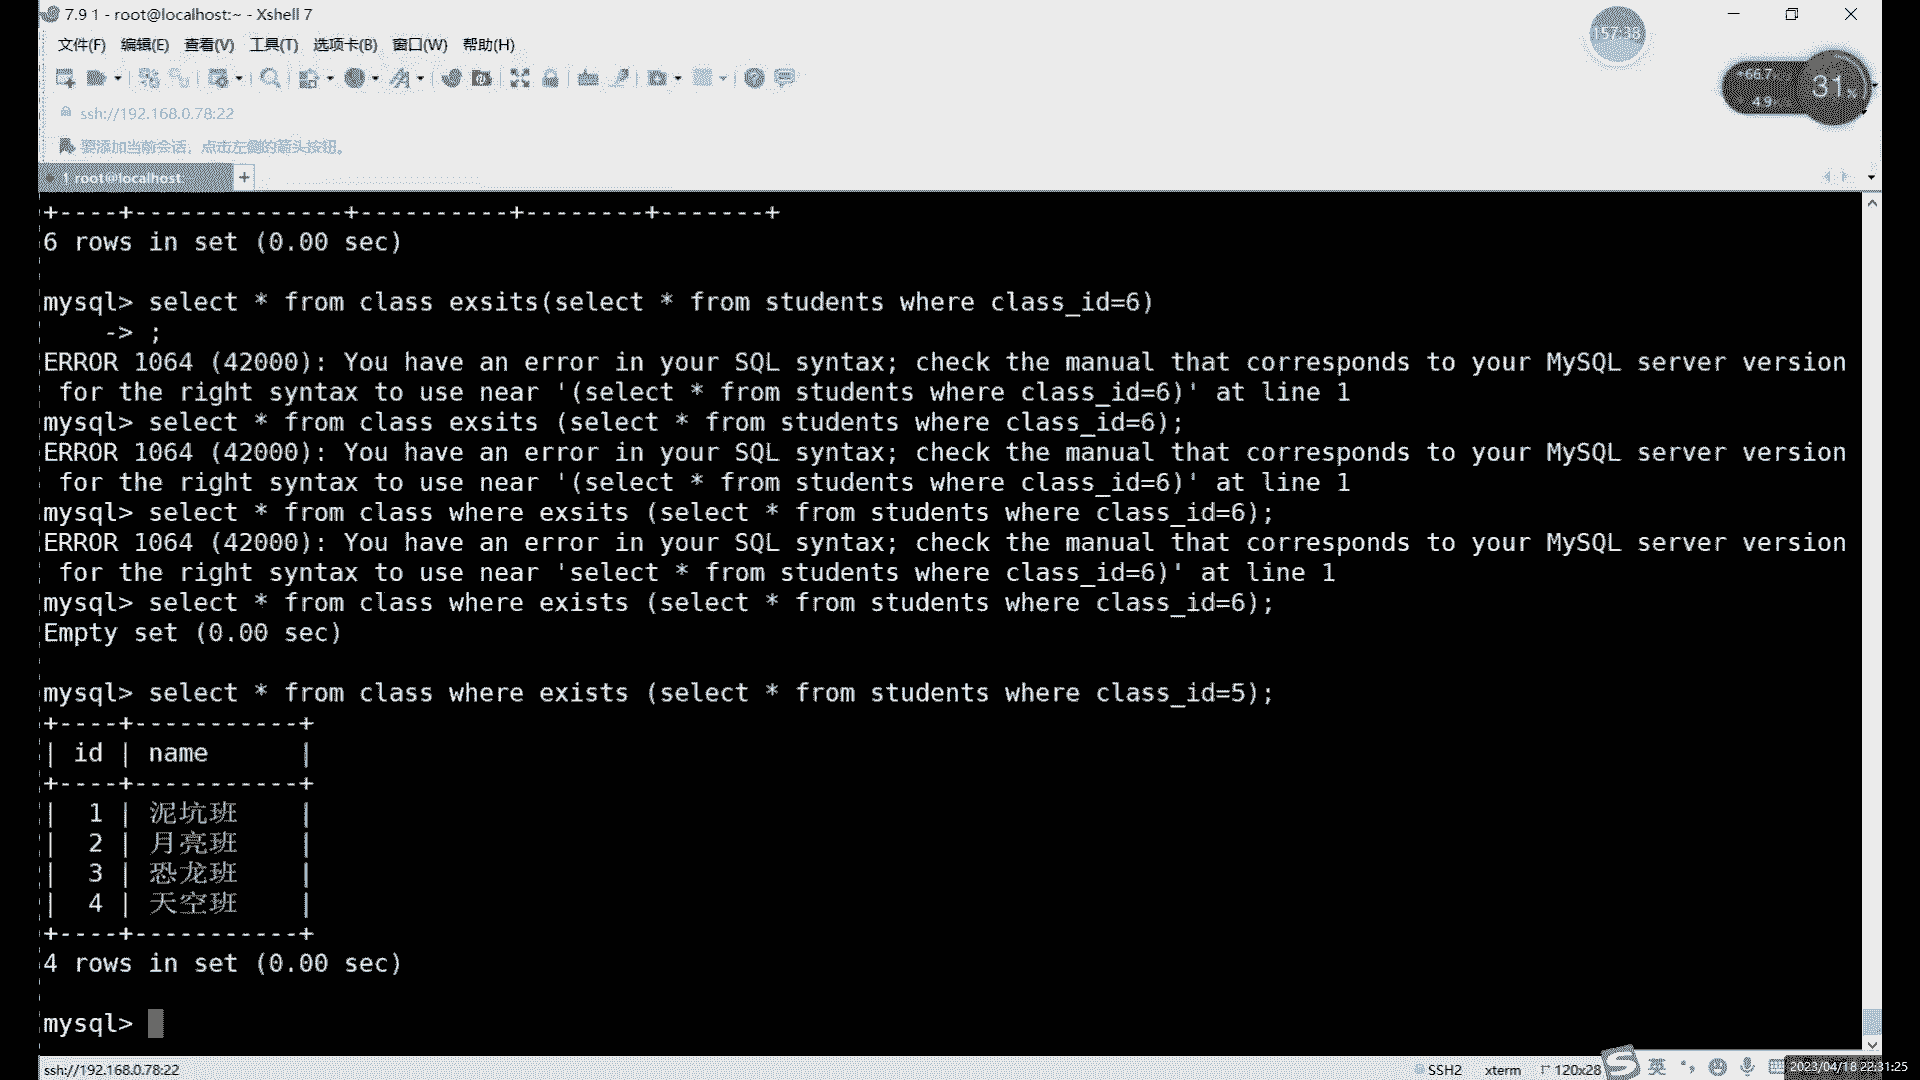 7.9 1 - root@localhost:~ - Xshell 7
157:38
文件(F) 编辑(E) 查看(V) 工具(T) 选项卡(B) 窗口(W) 帮助(H)
+66.7
4.9
31%
ssh://192.168.0.78:22
要添加当前会话，点击左侧的箭头按钮。
1 root@localhost:
+
+----+--------------+----------+--------+-------+
6 rows in set (0.00 sec)
mysql> select * from class exsits(select * from students where class_id=6)
    -> ;
ERROR 1064 (42000): You have an error in your SQL syntax; check the manual that corresponds to your MySQL server version
 for the right syntax to use near '(select * from students where class_id=6)' at line 1
mysql> select * from class exsits (select * from students where class_id=6);
ERROR 1064 (42000): You have an error in your SQL syntax; check the manual that corresponds to your MySQL server version
 for the right syntax to use near '(select * from students where class_id=6)' at line 1
mysql> select * from class where exsits (select * from students where class_id=6);
ERROR 1064 (42000): You have an error in your SQL syntax; check the manual that corresponds to your MySQL server version
 for the right syntax to use near 'select * from students where class_id=6)' at line 1
mysql> select * from class where exists (select * from students where class_id=6);
Empty set (0.00 sec)
mysql> select * from class where exists (select * from students where class_id=5);
+----+-----------+
| id | name      |
+----+-----------+
|  1 | 泥坑班    |
|  2 | 月亮班    |
|  3 | 恐龙班    |
|  4 | 天空班    |
+----+-----------+
4 rows in set (0.00 sec)
mysql>
ssh://192.168.0.78:22
SSH2 xterm 120x28
英
2023/04/18 22:31:25